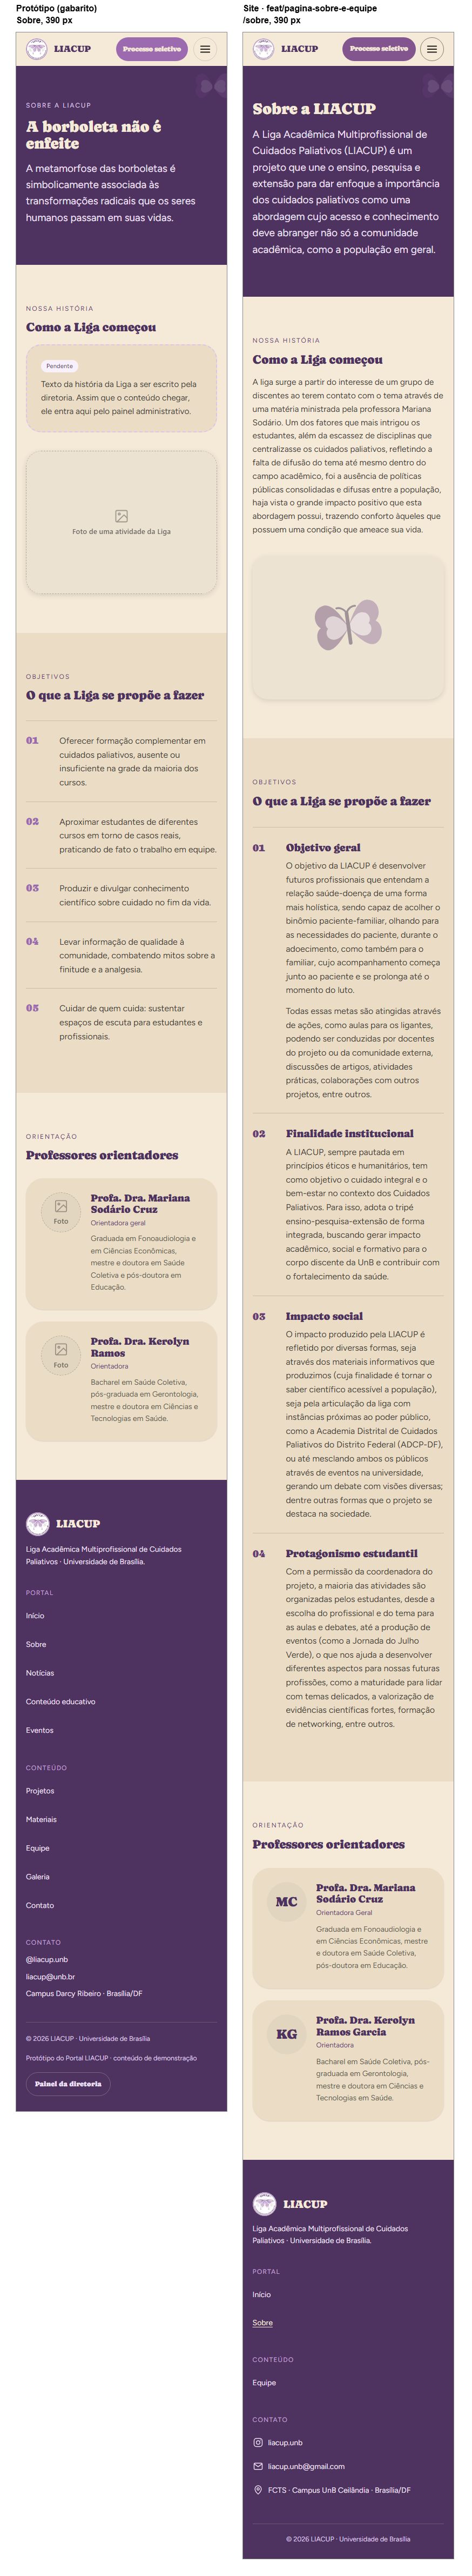 Protótipo (gabarito)
Sobre, 390 px
LIACUP
Processo seletivo
SOBRE A LIACUP
A borboleta não é
enfeite
A metamorfose das borboletas é
simbolicamente associada às
transformações radicais que os seres
humanos passam em suas vidas.
NOSSA HISTÓRIA
Como a Liga começou
Pendente
Texto da história da Liga a ser escrito pela
diretoria. Assim que o conteúdo chegar,
ele entra aqui pelo painel administrativo.
Foto de uma atividade da Liga
OBJETIVOS
O que a Liga se propõe a fazer
01
Oferecer formação complementar em
cuidados paliativos, ausente ou
insuficiente na grade da maioria dos
cursos.
02
Aproximar estudantes de diferentes
cursos em torno de casos reais,
praticando de fato o trabalho em equipe.
03
Produzir e divulgar conhecimento
científico sobre cuidado no fim da vida.
04
Levar informação de qualidade à
comunidade, combatendo mitos sobre a
finitude e a analgesia.
05
Cuidar de quem cuida: sustentar
espaços de escuta para estudantes e
profissionais.
ORIENTAÇÃO
Professores orientadores
Foto
Profa. Dra. Mariana
Sodário Cruz
Orientadora geral
Graduada em Fonoaudiologia e
em Ciências Econômicas,
mestre e doutora em Saúde
Coletiva e pós-doutora em
Educação.
Foto
Profa. Dra. Kerolyn
Ramos
Orientadora
Bacharel em Saúde Coletiva,
pós-graduada em Gerontologia,
mestre e doutora em Ciências e
Tecnologias em Saúde.
LIACUP
Liga Acadêmica Multiprofissional de Cuidados
Paliativos · Universidade de Brasília.
PORTAL
Início
Sobre
Notícias
Conteúdo educativo
Eventos
CONTEÚDO
Projetos
Materiais
Equipe
Galeria
Contato
CONTATO
@liacup.unb
liacup@unb.br
Campus Darcy Ribeiro · Brasília/DF
© 2026 LIACUP · Universidade de Brasília
Protótipo do Portal LIACUP · conteúdo de demonstração
Painel da diretoria
Site · feat/pagina-sobre-e-equipe
/sobre, 390 px
LIACUP
Processo seletivo
Sobre a LIACUP
A Liga Acadêmica Multiprofissional de
Cuidados Paliativos (LIACUP) é um
projeto que une o ensino, pesquisa e
extensão para dar enfoque a importância
dos cuidados paliativos como uma
abordagem cujo acesso e conhecimento
deve abranger não só a comunidade
acadêmica, como a população em geral.
NOSSA HISTÓRIA
Como a Liga começou
A liga surge a partir do interesse de um grupo de
discentes ao terem contato com o tema através de
uma matéria ministrada pela professora Mariana
Sodário. Um dos fatores que mais intrigou os
estudantes, além da escassez de disciplinas que
centralizasse os cuidados paliativos, refletindo a
falta de difusão do tema até mesmo dentro do
campo acadêmico, foi a ausência de políticas
públicas consolidadas e difusas entre a população,
haja vista o grande impacto positivo que esta
abordagem possui, trazendo conforto àqueles que
possuem uma condição que ameace sua vida.
OBJETIVOS
O que a Liga se propõe a fazer
01
Objetivo geral
O objetivo da LIACUP é desenvolver
futuros profissionais que entendam a
relação saúde-doença de uma forma
mais holística, sendo capaz de acolher o
binômio paciente-familiar, olhando para
as necessidades do paciente, durante o
adoecimento, como também para o
familiar, cujo acompanhamento começa
junto ao paciente e se prolonga até o
momento do luto.
Todas essas metas são atingidas através
de ações, como aulas para os ligantes,
podendo ser conduzidas por docentes
do projeto ou da comunidade externa,
discussões de artigos, atividades
práticas, colaborações com outros
projetos, entre outros.
02
Finalidade institucional
A LIACUP, sempre pautada em
princípios éticos e humanitários, tem
como objetivo o cuidado integral e o
bem-estar no contexto dos Cuidados
Paliativos. Para isso, adota o tripé
ensino-pesquisa-extensão de forma
integrada, buscando gerar impacto
acadêmico, social e formativo para o
corpo discente da UnB e contribuir com
o fortalecimento da saúde.
03
Impacto social
O impacto produzido pela LIACUP é
refletido por diversas formas, seja
através dos materiais informativos que
produzimos (cuja finalidade é tornar o
saber científico acessível a população),
seja pela articulação da liga com
instâncias próximas ao poder público,
como a Academia Distrital de Cuidados
Paliativos do Distrito Federal (ADCP-DF),
ou até mesclando ambos os públicos
através de eventos na universidade,
gerando um debate com visões diversas;
dentre outras formas que o projeto se
destaca na sociedade.
04
Protagonismo estudantil
Com a permissão da coordenadora do
projeto, a maioria das atividades são
organizadas pelos estudantes, desde a
escolha do profissional e do tema para
as aulas e debates, até a produção de
eventos (como a Jornada do Julho
Verde), o que nos ajuda a desenvolver
diferentes aspectos para nossas futuras
profissões, como a maturidade para lidar
com temas delicados, a valorização de
evidências científicas fortes, formação
de networking, entre outros.
ORIENTAÇÃO
Professores orientadores
MC
Profa. Dra. Mariana
Sodário Cruz
Orientadora Geral
Graduada em Fonoaudiologia e
em Ciências Econômicas, mestre
e doutora em Saúde Coletiva,
pós-doutora em Educação.
KG
Profa. Dra. Kerolyn
Ramos Garcia
Orientadora
Bacharel em Saúde Coletiva, pós-
graduada em Gerontologia,
mestre e doutora em Ciências e
Tecnologias em Saúde.
LIACUP
Liga Acadêmica Multiprofissional de Cuidados
Paliativos · Universidade de Brasília.
PORTAL
Início
Sobre
CONTEÚDO
Equipe
CONTATO
liacup.unb
liacup.unb@gmail.com
FCTS · Campus UnB Ceilândia · Brasília/DF
© 2026 LIACUP · Universidade de Brasília